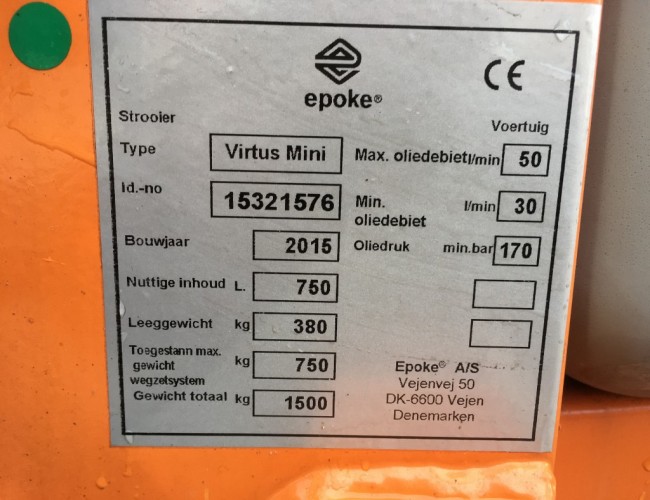 epoke®
CE
Strooier
Voertuig
Type Virtus Mini Max. oliedebiet l/min 50
Id.-no 15321576 Min. oliedebiet l/min 30
Bouwjaar 2015 Oliedruk min.bar 170
Nuttige inhoud L. 750
Leeggewicht kg 380
Toegestann max.
gewicht kg 750
wegzetsystem
Gewicht totaal kg 1500
Epoke® A/S
Vejenvej 50
DK-6600 Vejen
Denemarken